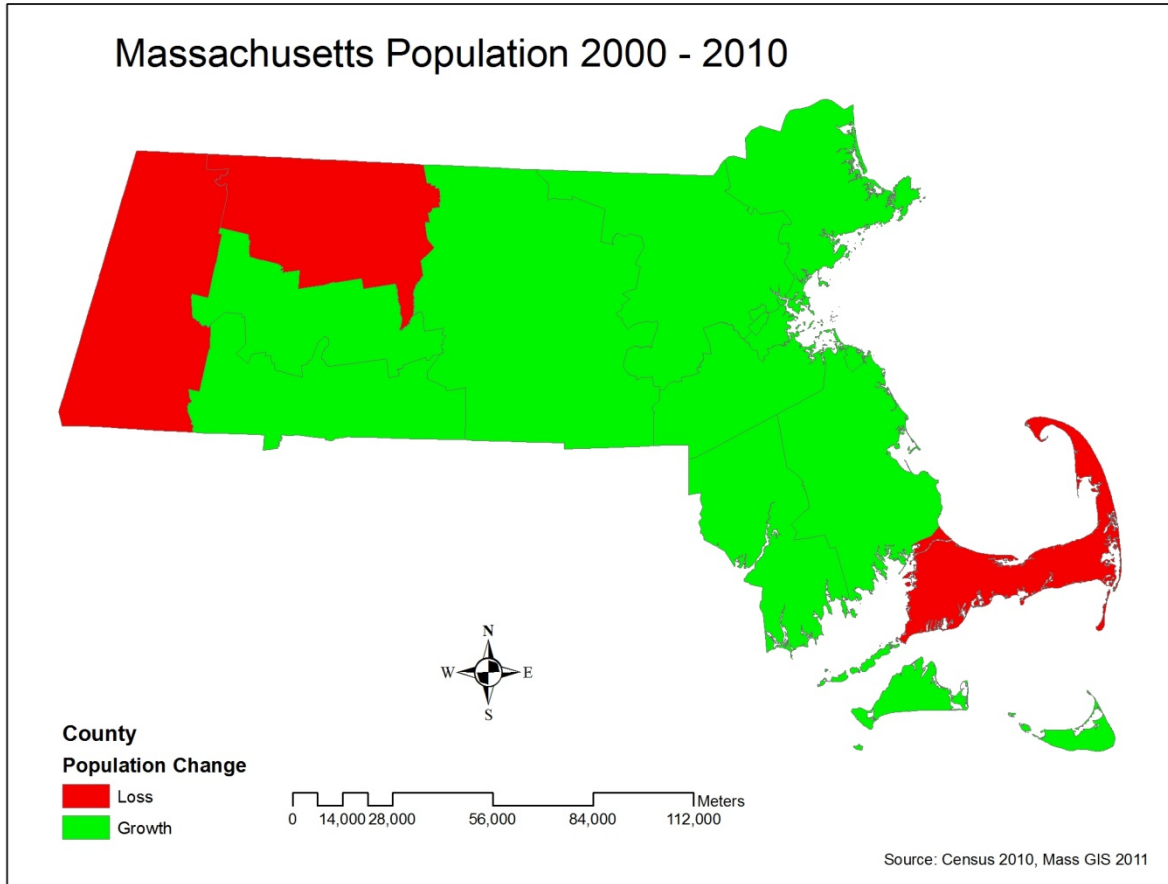 Massachusetts Population 2000 - 2010
N
W E
S
County
Population Change
Loss
Growth
Meters
0 14,000 28,000 56,000 84,000 112,000
Source: Census 2010, Mass GIS 2011